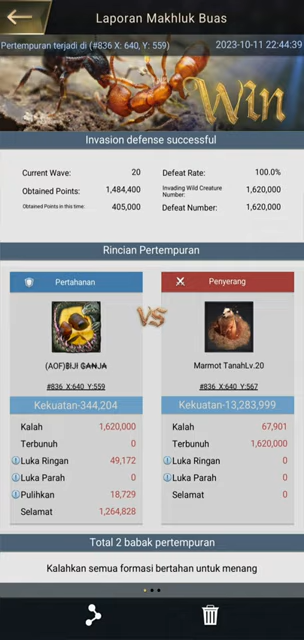 Laporan Makhluk Buas
Pertempuran terjadi di (#836 X: 640, Y: 559) 2023-10-11 22:44:39
Win
Invasion defense successful
Current Wave: 20 Defeat Rate: 100.0%
Obtained Points: 1,484,400 Invading Wild Creature Number: 1,620,000
Obtained Points in this time: 405,000 Defeat Number: 1,620,000
Rincian Pertempuran
Pertahanan Penyerang
VS
(AOF)฿IJI ₲₳₦J₳ Marmot TanahLv.20
#836 X:640 Y:559 #836 X:640 Y:567
Kekuatan-344,204 Kekuatan-13,283,999
Kalah 1,620,000 Kalah 67,901
Terbunuh 0 Terbunuh 1,620,000
Luka Ringan 49,172 Luka Ringan 0
Luka Parah 0 Luka Parah 0
Pulihkan 18,729 Selamat 0
Selamat 1,264,828
Total 2 babak pertempuran
Kalahkan semua formasi bertahan untuk menang